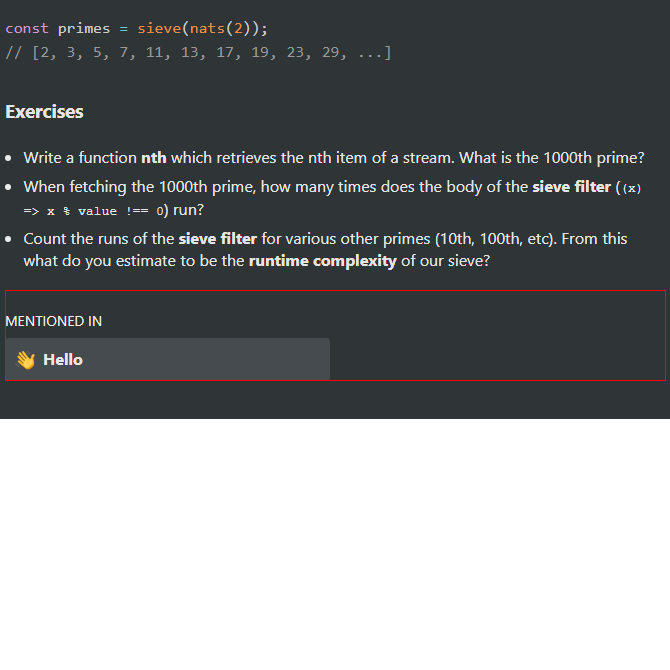 const primes = sieve(nats(2));
// [2, 3, 5, 7, 11, 13, 17, 19, 23, 29, ...]
Exercises
• Write a function nth which retrieves the nth item of a stream. What is the 1000th prime?
• When fetching the 1000th prime, how many times does the body of the sieve filter ((x)
=> x % value !== 0) run?
• Count the runs of the sieve filter for various other primes (10th, 100th, etc). From this
what do you estimate to be the runtime complexity of our sieve?
MENTIONED IN
👋 Hello